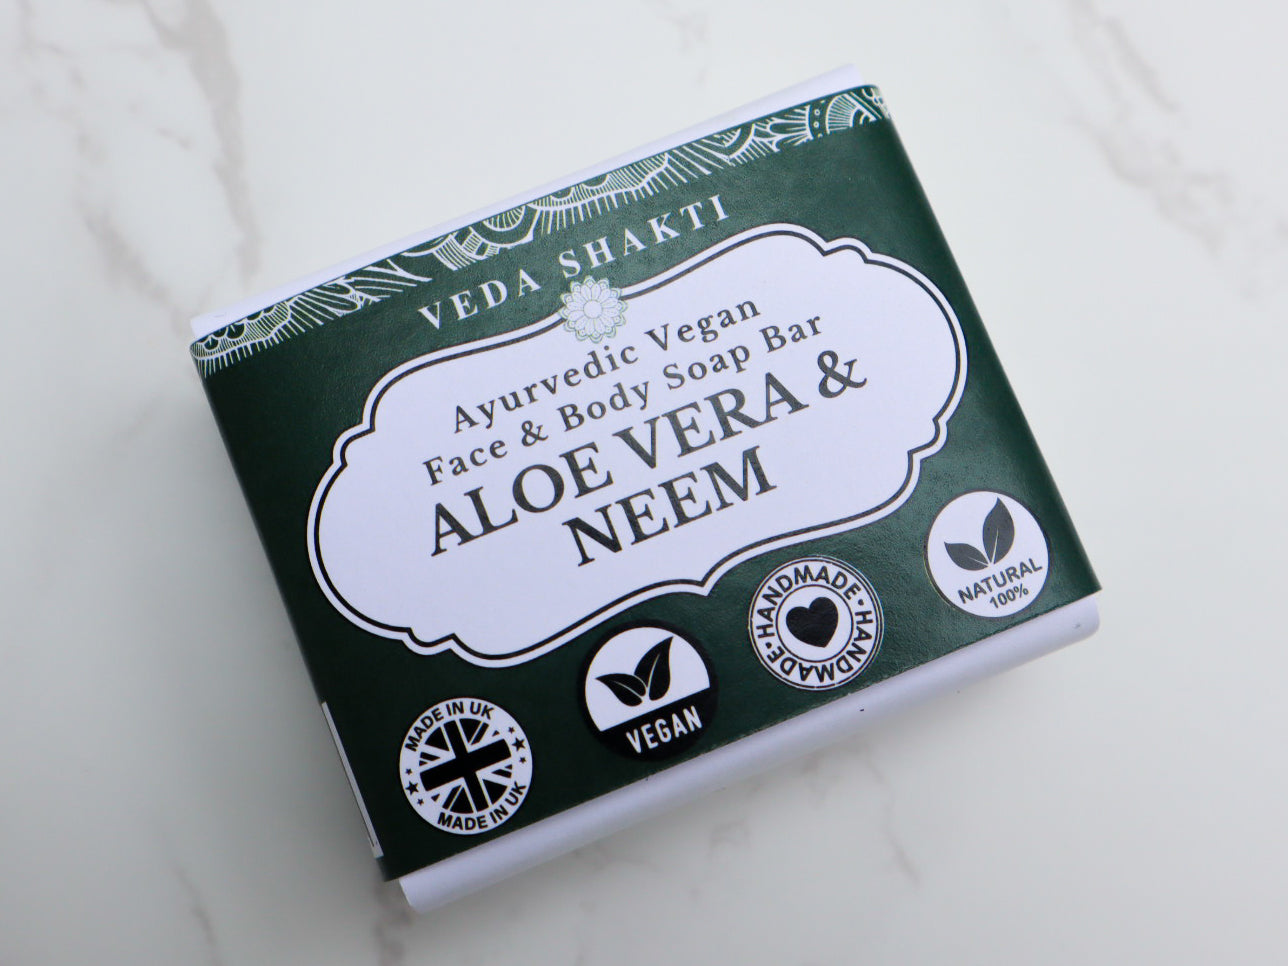 VEDA SHAKTI
Ayurvedic Vegan
Face & Body Soap Bar
ALOE VERA &
NEEM
MADE IN UK
MADE IN UK
VEGAN
HANDMADE • HANDMADE • HANDMADE •
NATURAL
100%